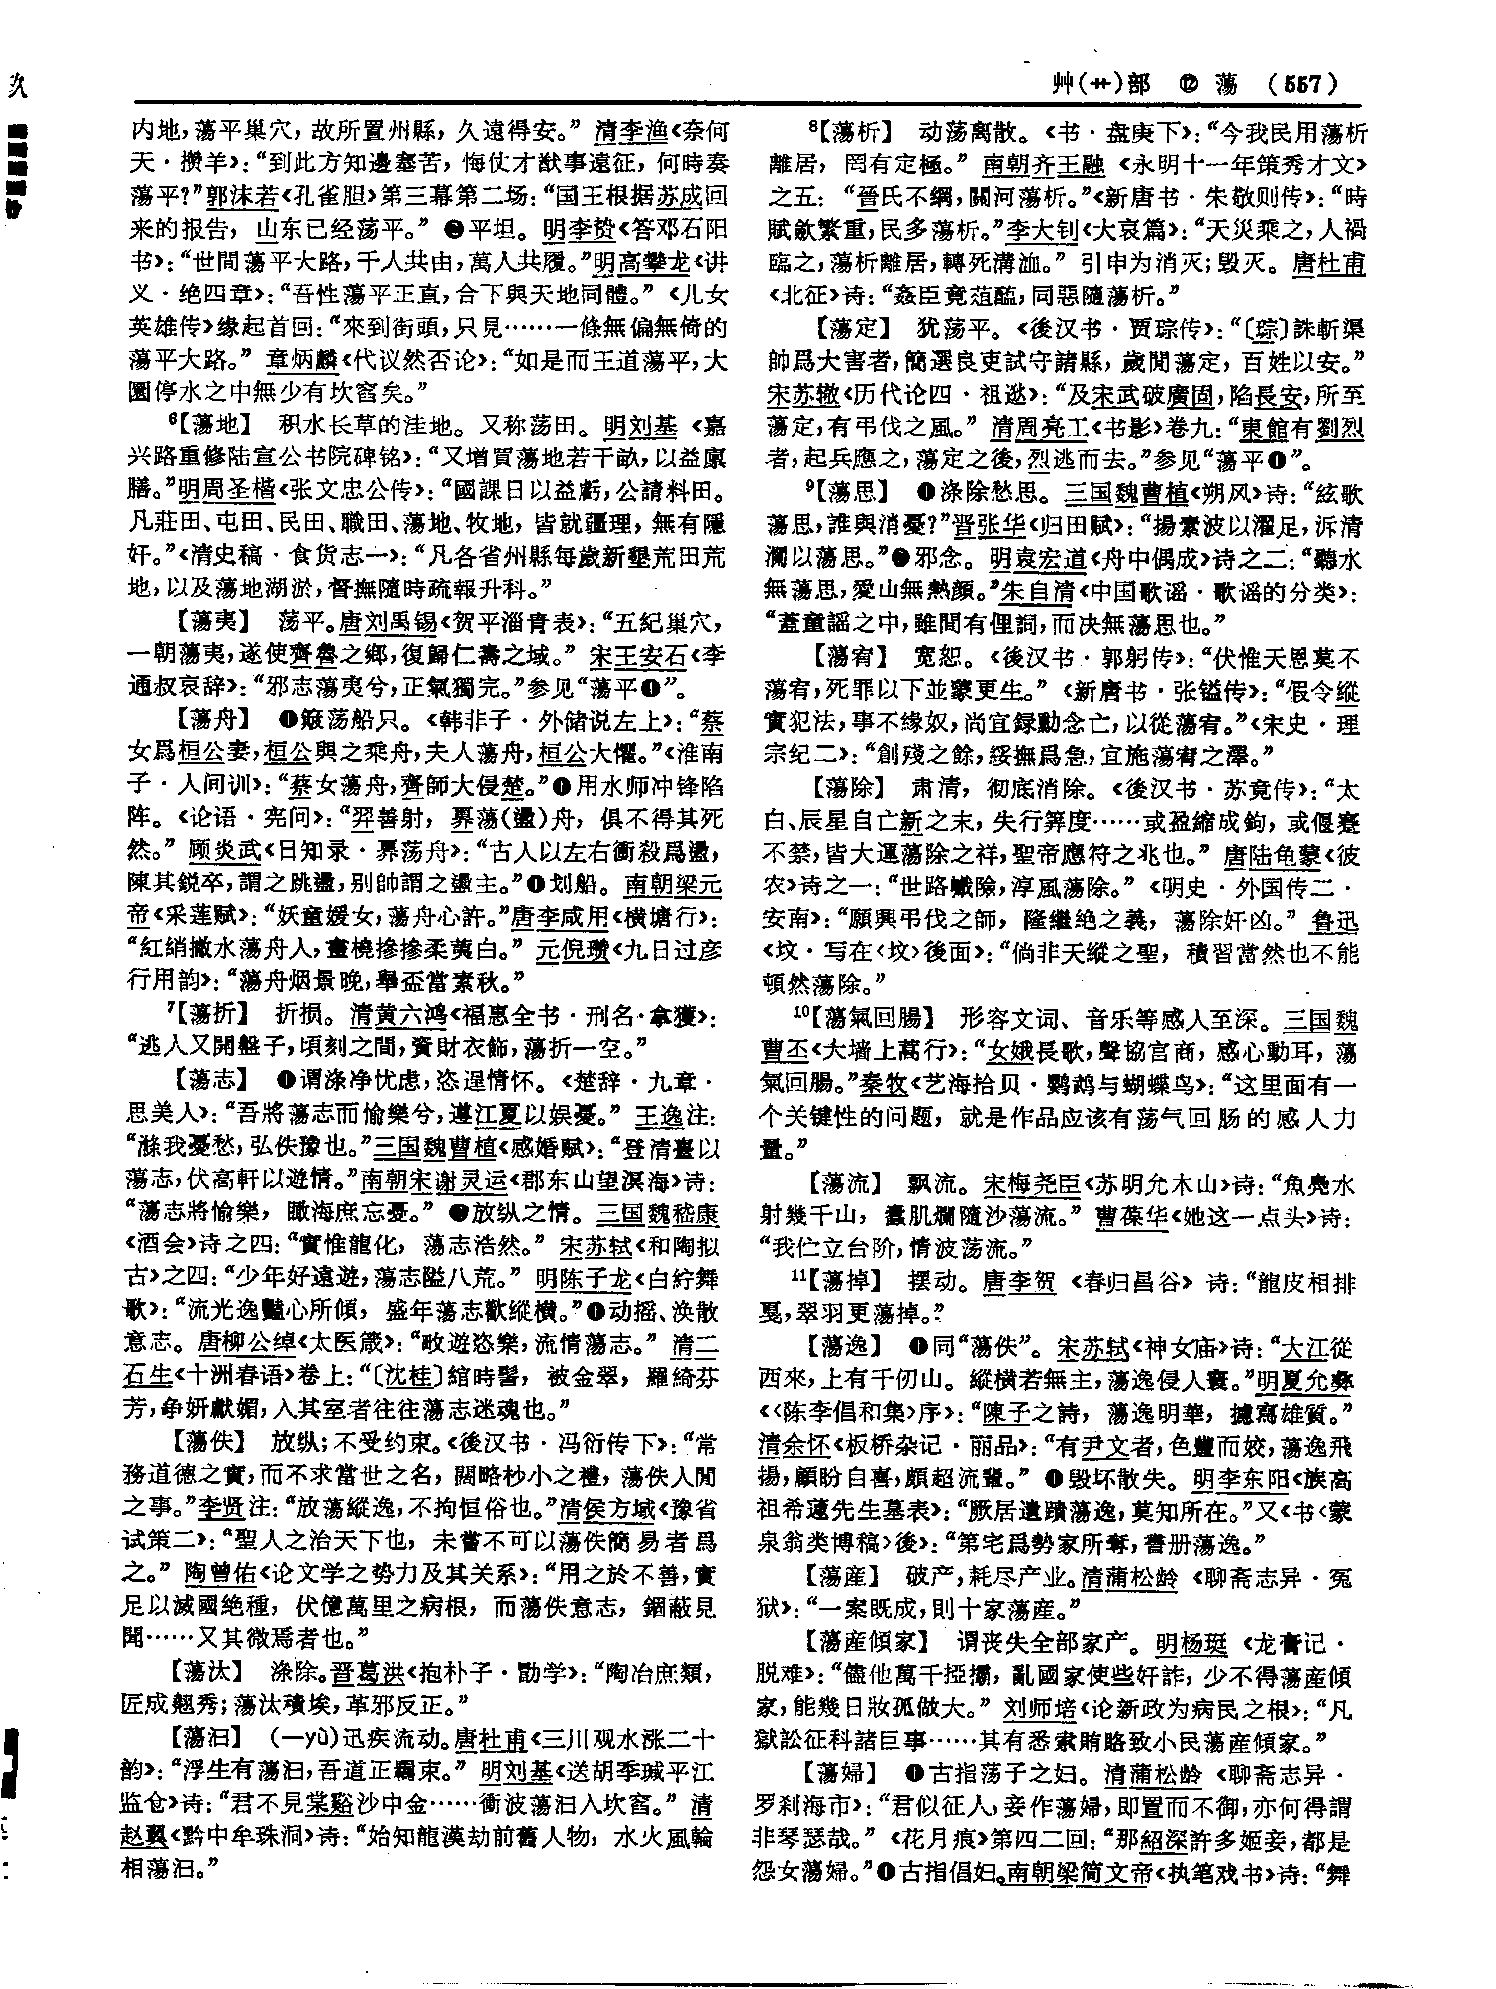 艸(艹)部 ⑫ 蕩 (557)
内地，蕩平巢穴，故所置州縣，久遠得安。”清李渔《奈何
天·攒羊》：“到此方知邊塞苦，悔仗才猷事遠征，何時奏
蕩平？”郭沫若《孔雀胆》第三幕第二场：“国王根据苏成回
来的报告，山东已经荡平。”❷平坦。明李贽《答邓石阳
书》：“世間蕩平大路，千人共由，萬人共履。”明高攀龙《讲
义·绝四章》：“吾性蕩平正直，合下與天地同體。”《儿女
英雄传》缘起首回：“來到街頭，只見……一條無偏無倚的
蕩平大路。”章炳麟《代议然否论》：“如是而王道蕩平，大
圜停水之中無少有坎窞矣。”
⁶【蕩地】 积水长草的洼地。又称荡田。明刘基《嘉
兴路重修陆宣公书院碑铭》：“又增買蕩地若干畝，以益廪
膳。”明周圣楷《张文忠公传》：“國課日以益虧，公請料田。
凡莊田、屯田、民田、職田、蕩地、牧地，皆就疆理，無有隱
奸。”《清史稿·食货志一》：“凡各省州縣每歲新墾荒田荒
地，以及蕩地湖淤，督撫隨時疏報升科。”
【蕩夷】 荡平。唐刘禹锡《贺平淄青表》：“五紀巢穴，
一朝蕩夷，遂使齊魯之鄉，復歸仁壽之域。”宋王安石《李
通叔哀辞》：“邪志蕩夷兮，正氣獨完。”参见“蕩平❶”。
【蕩舟】 ❶簸荡船只。《韩非子·外储说左上》：“蔡
女爲桓公妻，桓公與之乘舟，夫人蕩舟，桓公大懼。”《淮南
子·人间训》：“蔡女蕩舟，齊師大侵楚。”❶用水师冲锋陷
阵。《论语·宪问》：“羿善射，奡蕩(盪)舟，俱不得其死
然。”顾炎武《日知录·奡荡舟》：“古人以左右衝殺爲盪，
陳其鋭卒，謂之跳盪，别帥謂之盪主。”❶划船。南朝梁元
帝《采莲赋》：“妖童媛女，蕩舟心許。”唐李咸用《横塘行》：
“紅綃撇水蕩舟人，畫橈摻摻柔荑白。”元倪瓒《九日过彦
行用韵》：“蕩舟烟景晚，舉盃當素秋。”
⁷【蕩折】 折损。清黄六鸿《福惠全书·刑名·拿獲》：
“逃人又開盤子，頃刻之間，資財衣飾，蕩折一空。”
【蕩志】 ❶谓涤净忧虑，恣逞情怀。《楚辞·九章·
思美人》：“吾將蕩志而愉樂兮，遵江夏以娱憂。”王逸注：
“滌我憂愁，弘佚豫也。”三国魏曹植《感婚赋》：“登清臺以
蕩志，伏高軒以遊情。”南朝宋谢灵运《郡东山望溟海》诗：
“蕩志將愉樂，瞰海庶忘憂。”❷放纵之情。三国魏嵇康
《酒会》诗之四：“實惟龍化，蕩志浩然。”宋苏轼《和陶拟
古》之四：“少年好遠遊，蕩志隘八荒。”明陈子龙《白紵舞
歌》：“流光逸豔心所傾，盛年蕩志歡縱横。”❶动摇、涣散
意志。唐柳公绰《太医箴》：“畋遊恣樂，流情蕩志。”清二
石生《十洲春语》卷上：“〔沈桂〕綰時髻，被金翠，羅綺芬
芳，争妍獻媚，入其室者往往蕩志迷魂也。”
【蕩佚】 放纵；不受约束。《後汉书·冯衍传下》：“常
務道德之實，而不求當世之名，闊略杪小之禮，蕩佚人間
之事。”李贤注：“放蕩縱逸，不拘恒俗也。”清侯方域《豫省
试策二》：“聖人之治天下也，未嘗不可以蕩佚簡易者爲
之。”陶曾佑《论文学之势力及其关系》：“用之於不善，實
足以滅國絶種，伏億萬里之病根，而蕩佚意志，錮蔽見
聞……又其微焉者也。”
【蕩汰】 涤除。晋葛洪《抱朴子·勖学》：“陶冶庶類，
匠成翹秀；蕩汰積埃，革邪反正。”
【蕩汩】 (—yù)迅疾流动。唐杜甫《三川观水涨二十
韵》：“浮生有蕩汩，吾道正羈束。”明刘基《送胡季瑊平江
监仓》诗：“君不見棠谿沙中金……衝波蕩汩入坎窞。”清
赵翼《黔中牟珠洞》诗：“始知龍漢劫前舊人物，水火風輪
相蕩汩。”
⁸【蕩析】 动荡离散。《书·盘庚下》：“今我民用蕩析
離居，罔有定極。”南朝齐王融《永明十一年策秀才文》
之五：“晉氏不綱，關河蕩析。”《新唐书·朱敬则传》：“時
賦斂繁重，民多蕩析。”李大钊《大哀篇》：“天災乘之，人禍
臨之，蕩析離居，轉死溝洫。”引申为消灭；毁灭。唐杜甫
《北征》诗：“姦臣竟菹醢，同惡隨蕩析。”
【蕩定】 犹荡平。《後汉书·贾琮传》：“〔琮〕誅斬渠
帥爲大害者，簡選良吏試守諸縣，歲間蕩定，百姓以安。”
宋苏辙《历代论四·祖逖》：“及宋武破廣固，陷長安，所至
蕩定，有弔伐之風。”清周亮工《书影》卷九：“東館有劉烈
者，起兵應之，蕩定之後，烈逃而去。”参见“蕩平❶”。
⁹【蕩思】 ❶涤除愁思。三国魏曹植《朔风》诗：“絃歌
蕩思，誰與消憂？”晋张华《归田赋》：“揚素波以濯足，泝清
瀾以蕩思。”❷邪念。明袁宏道《舟中偶成》诗之二：“聽水
無蕩思，愛山無熱顏。”朱自清《中国歌谣·歌谣的分类》：
“蓋童謡之中，雖間有俚詞，而决無蕩思也。”
【蕩宥】 宽恕。《後汉书·郭躬传》：“伏惟天恩莫不
蕩宥，死罪以下並蒙更生。”《新唐书·张镒传》：“假令縱
實犯法，事不緣奴，尚宜録勳念亡，以從蕩宥。”《宋史·理
宗纪二》：“創殘之餘，綏撫爲急，宜施蕩宥之澤。”
【蕩除】 肃清，彻底消除。《後汉书·苏竟传》：“太
白、辰星自亡新之末，失行筭度……或盈縮成鉤，或偃蹇
不禁，皆大運蕩除之祥，聖帝應符之兆也。”唐陆龟蒙《彼
农》诗之一：“世路巇險，淳風蕩除。”《明史·外国传二·
安南》：“願興弔伐之師，隆繼絶之義，蕩除奸凶。”鲁迅
《坟·写在〈坟〉後面》：“倘非天縱之聖，積習當然也不能
頓然蕩除。”
¹⁰【蕩氣回腸】 形容文词、音乐等感人至深。三国魏
曹丕《大墙上蒿行》：“女娥長歌，聲協宫商，感心動耳，蕩
氣回腸。”秦牧《艺海拾贝·鹦鹉与蝴蝶鸟》：“这里面有一
个关键性的问题，就是作品应该有荡气回肠的感人力
量。”
【蕩流】 飘流。宋梅尧臣《苏明允木山》诗：“魚鳧水
射幾千山，蠹肌爛隨沙蕩流。”曹葆华《她这一点头》诗：
“我伫立台阶，情波荡流。”
¹¹【蕩掉】 摆动。唐李贺《春归昌谷》诗：“龍皮相排
戛，翠羽更蕩掉。”
【蕩逸】 ❶同“蕩佚”。宋苏轼《神女庙》诗：“大江從
西來，上有千仞山。縱横若無主，蕩逸侵人寰。”明夏允彝
《〈陈李倡和集〉序》：“陳子之詩，蕩逸明華，攄寫雄質。”
清余怀《板桥杂记·丽品》：“有尹文者，色豐而姣，蕩逸飛
揚，顧盼自喜，頗超流輩。”❶毁坏散失。明李东阳《族高
祖希蘧先生墓表》：“厥居遺蹟蕩逸，莫知所在。”又《书〈蒙
泉翁类博稿〉後》：“第宅爲勢家所奪，書册蕩逸。”
【蕩産】 破产，耗尽产业。清蒲松龄《聊斋志异·冤
狱》：“一案既成，則十家蕩産。”
【蕩産傾家】 谓丧失全部家产。明杨珽《龙膏记·
脱难》：“儘他萬千挜攞，亂國家使些奸詐，少不得蕩産傾
家，能幾日妝孤做大。”刘师培《论新政为病民之根》：“凡
獄訟征科諸巨事……其有悉索賄賂致小民蕩産傾家。”
【蕩婦】 ❶古指荡子之妇。清蒲松龄《聊斋志异·
罗刹海市》：“君似征人，妾作蕩婦，即置而不御，亦何得謂
非琴瑟哉。”《花月痕》第四二回：“那紹深許多姬妾，都是
怨女蕩婦。”❶古指倡妇。南朝梁简文帝《执笔戏书》诗：“舞